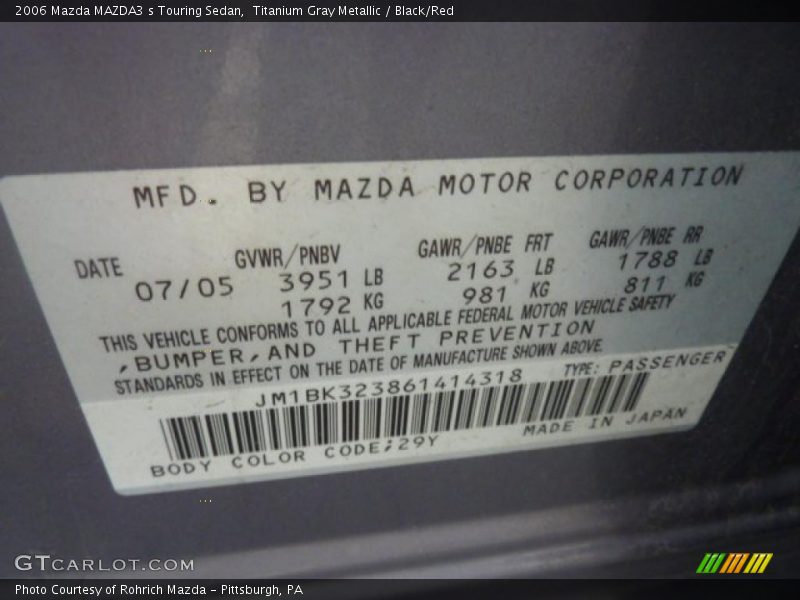 2006 Mazda MAZDA3 s Touring Sedan,  Titanium Gray Metallic / Black/Red
MFD. BY MAZDA MOTOR CORPORATION
DATE GVWR/PNBV GAWR/PNBE FRT GAWR/PNBE RR
07/05 3951 LB 2163 LB 1788 LB
1792 KG 981 KG 811 KG
THIS VEHICLE CONFORMS TO ALL APPLICABLE FEDERAL MOTOR VEHICLE SAFETY
,BUMPER,AND THEFT PREVENTION
STANDARDS IN EFFECT ON THE DATE OF MANUFACTURE SHOWN ABOVE.
JM1BK323861414318 TYPE: PASSENGER
BODY COLOR CODE;29Y MADE IN JAPAN
GTCARLOT.COM
Photo Courtesy of Rohrich Mazda - Pittsburgh, PA